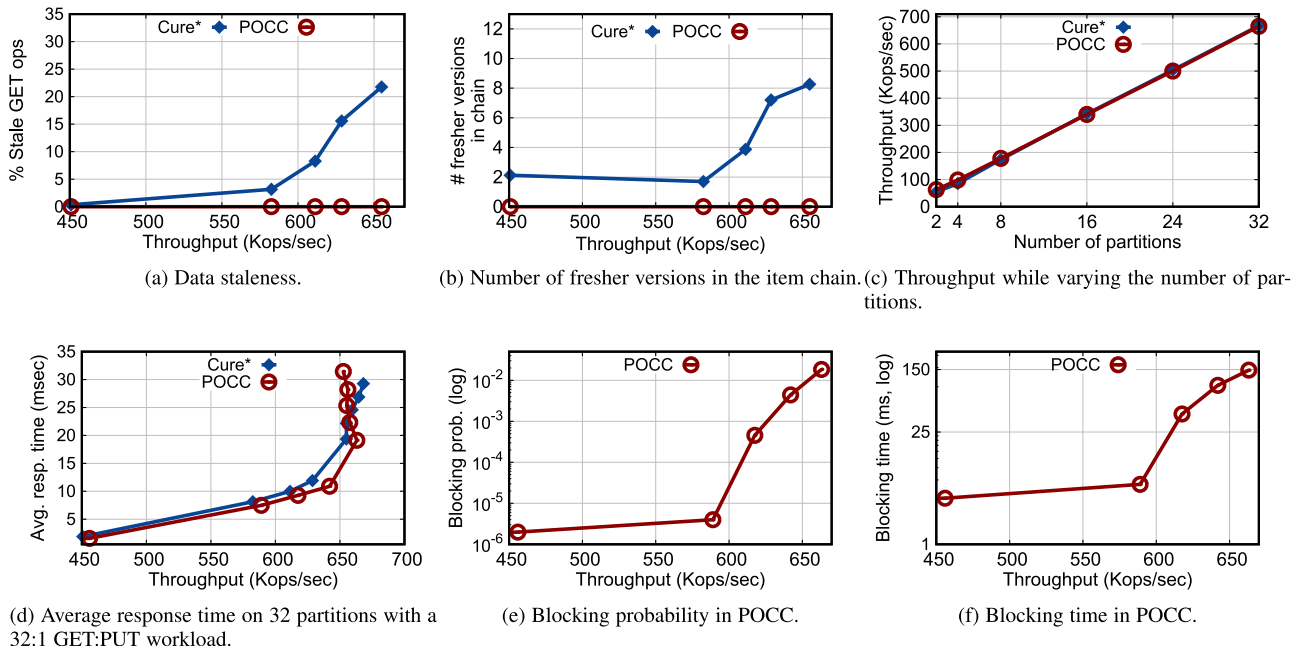 35
30
25
20
15
10
5
0
% Stale GET ops
Cure* POCC
450 500 550 600 650
Throughput (Kops/sec)
(a) Data staleness.
12
10
8
6
4
2
0
# fresher versions
in chain
Cure* POCC
450 500 550 600 650
Throughput (Kops/sec)
(b) Number of fresher versions in the item chain.
700
600
500
400
300
200
100
0
Throughput (Kops/sec)
Cure*
POCC
2 4 8 16 24 32
Number of partitions
(c) Throughput while varying the number of par-
titions.
35
30
25
20
15
10
5
Avg. resp. time (msec)
Cure*
POCC
450 500 550 600 650 700
Throughput (Kops/sec)
(d) Average response time on 32 partitions with a
32:1 GET:PUT workload.
10⁻²
10⁻³
10⁻⁴
10⁻⁵
10⁻⁶
Blocking prob. (log)
POCC
450 500 550 600 650
Throughput (Kops/sec)
(e) Blocking probability in POCC.
150
25
1
Blocking time (ms, log)
POCC
450 500 550 600 650
Throughput (Kops/sec)
(f) Blocking time in POCC.